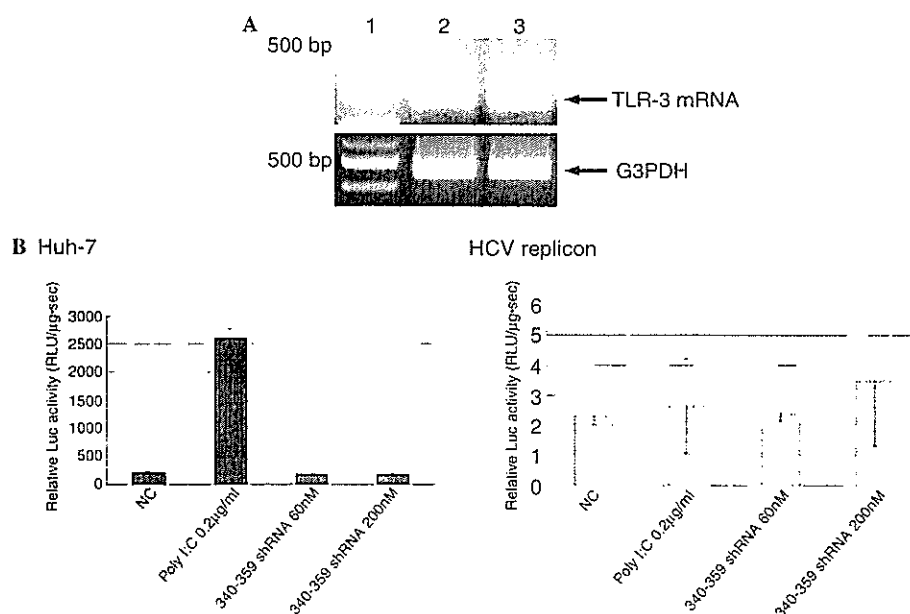 A
1 2 3
500 bp
TLR-3 mRNA
500 bp
G3PDH
B Huh-7
HCV replicon
Relative Luc activity (RLU/μg·sec)
3000
2500
2000
1500
1000
500
0
NC
Poly I:C 0.2μg/ml
340-359 shRNA 60nM
340-359 shRNA 200nM
Relative Luc activity (RLU/μg·sec)
6
5
4
3
2
1
0
NC
Poly I:C 0.2μg/ml
340-359 shRNA 60nM
340-359 shRNA 200nM